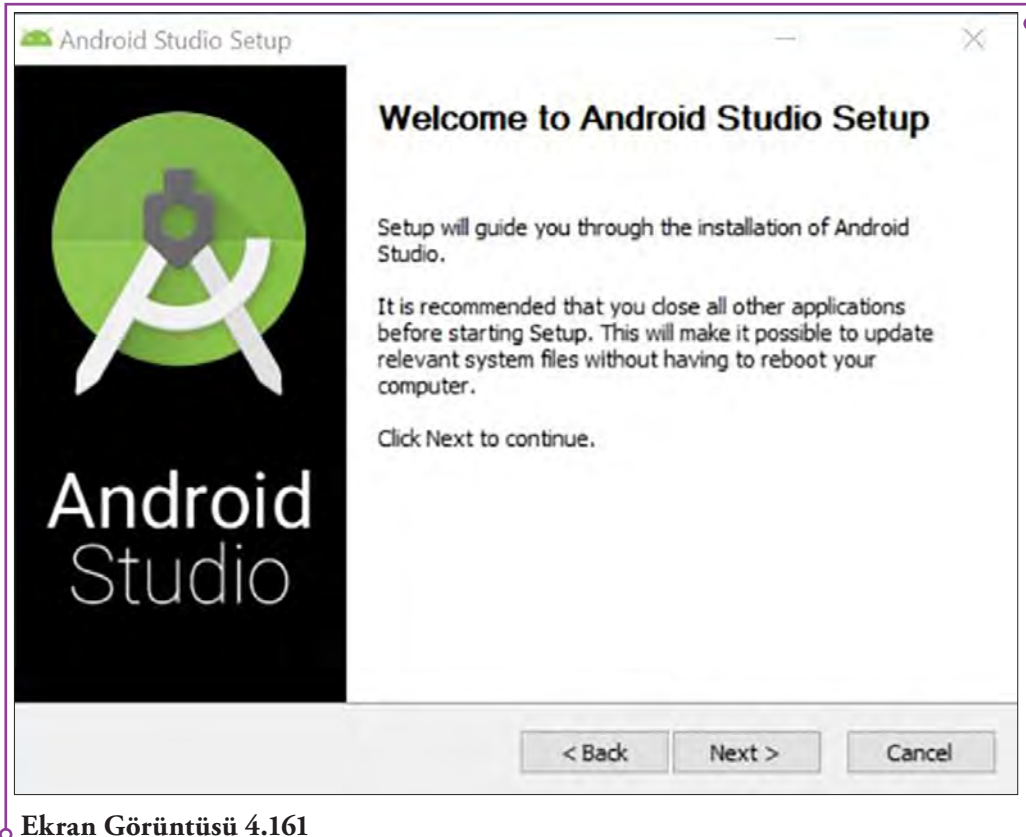 Android Studio Setup
Welcome to Android Studio Setup
Setup will guide you through the installation of Android
Studio.
It is recommended that you close all other applications
before starting Setup. This will make it possible to update
relevant system files without having to reboot your
computer.
Click Next to continue.
Android
Studio
< Back
Next >
Cancel
Ekran Görüntüsü 4.161